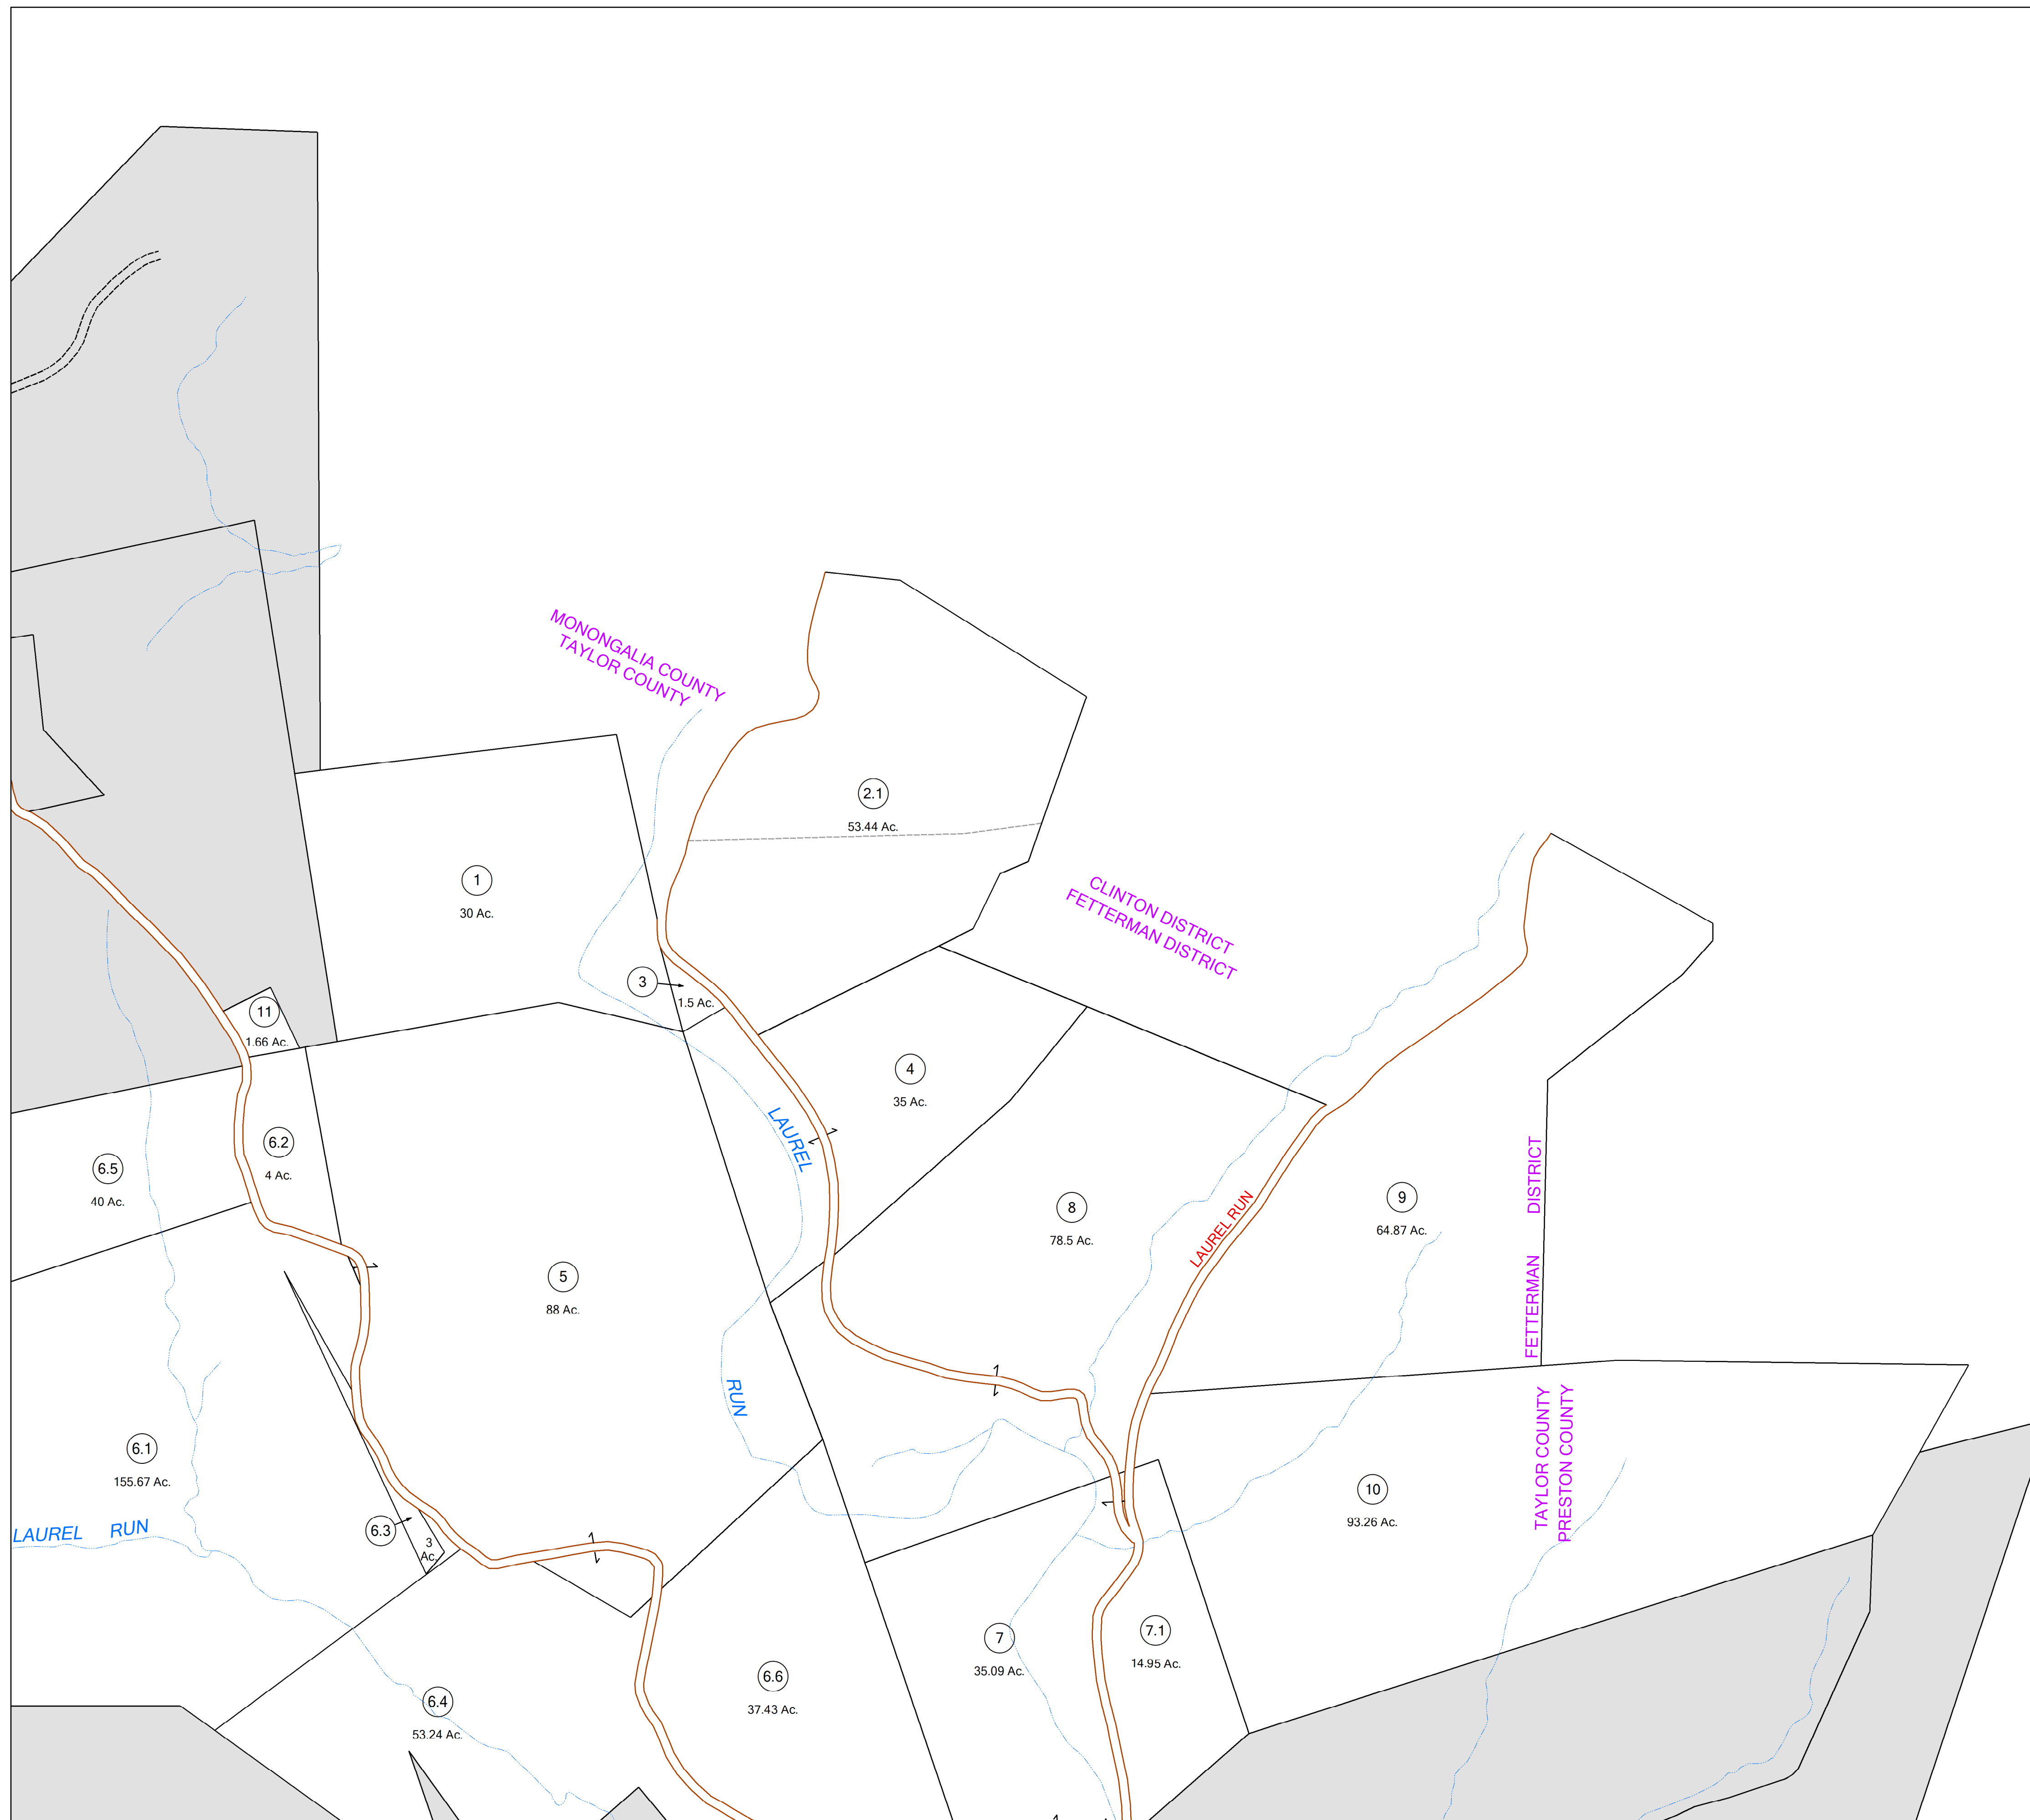 MONONGALIA COUNTY
TAYLOR COUNTY
2.1
53.44 Ac.
1
30 Ac.
CLINTON DISTRICT
FETTERMAN DISTRICT
3
1.5 Ac.
11
1.66 Ac.
4
35 Ac.
LAUREL
RUN
6.2
4 Ac.
6.5
40 Ac.
8
78.5 Ac.
LAUREL RUN
9
64.87 Ac.
FETTERMAN DISTRICT
5
88 Ac.
6.1
155.67 Ac.
TAYLOR COUNTY
PRESTON COUNTY
10
93.26 Ac.
LAUREL RUN
6.3
3
Ac.
7
35.09 Ac.
7.1
14.95 Ac.
6.6
37.43 Ac.
6.4
53.24 Ac.